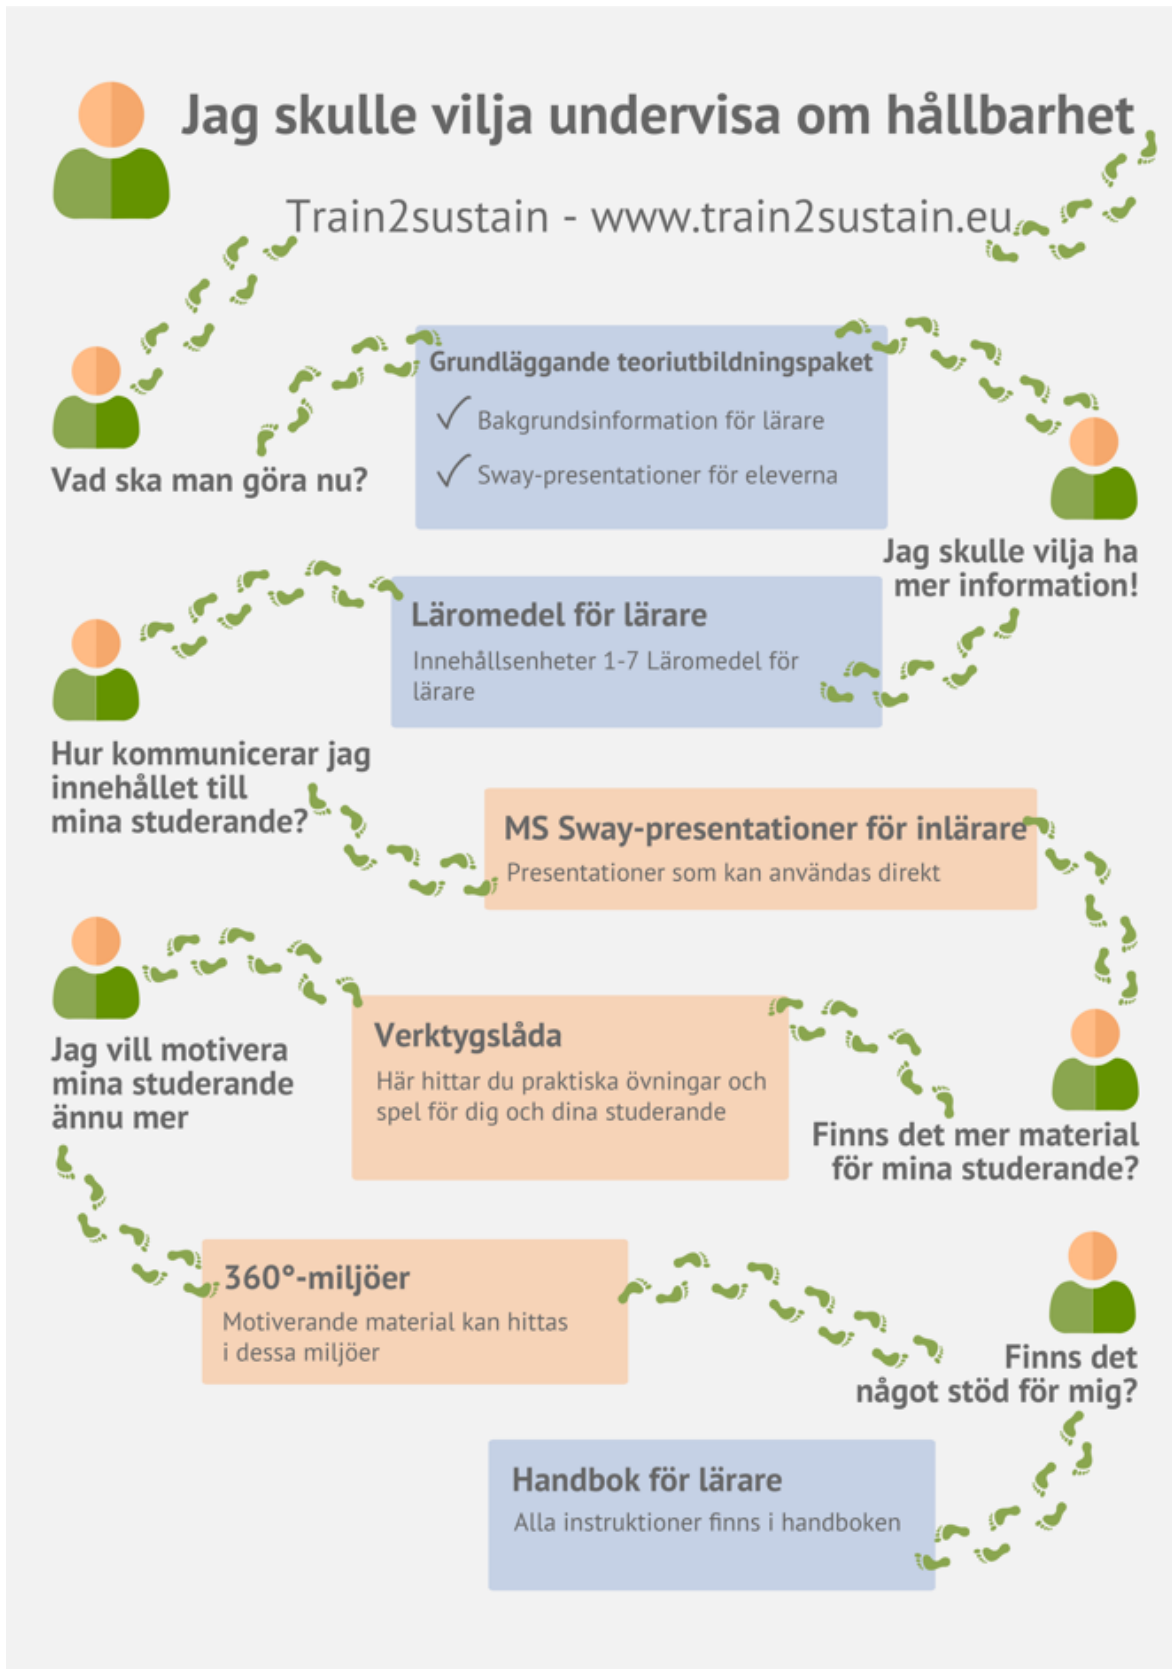 Jag skulle vilja undervisa om hållbarhet
Train2sustain - www.train2sustain.eu
Vad ska man göra nu?
Grundläggande teoriutbildningspaket
Bakgrundsinformation för lärare
Sway-presentationer för eleverna
Jag skulle vilja ha
mer information!
Läromedel för lärare
Innehållsenheter 1-7 Läromedel för
lärare
Hur kommunicerar jag
innehållet till
mina studerande?
MS Sway-presentationer för inlärare
Presentationer som kan användas direkt
Finns det mer material
för mina studerande?
Verktygslåda
Här hittar du praktiska övningar och
spel för dig och dina studerande
Jag vill motivera
mina studerande
ännu mer
360°-miljöer
Motiverande material kan hittas
i dessa miljöer
Finns det
något stöd för mig?
Handbok för lärare
Alla instruktioner finns i handboken